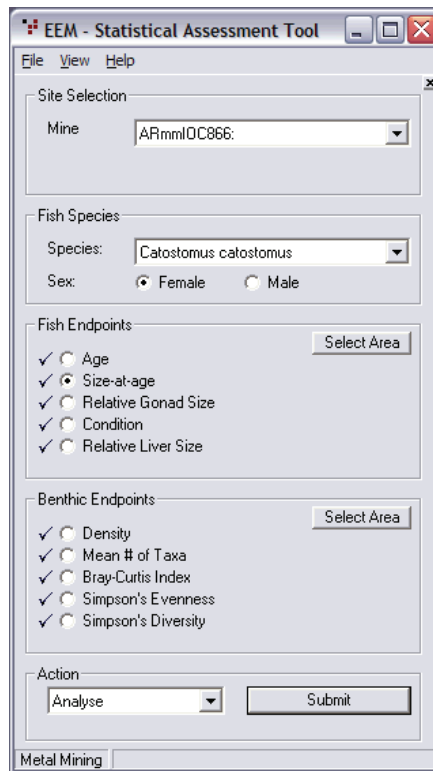 EEM - Statistical Assessment Tool
File View Help
Site Selection
Mine ARmmIOC866:
Fish Species
Species: Catostomus catostomus
Sex: Female Male
Fish Endpoints
Select Area
Age
Size-at-age
Relative Gonad Size
Condition
Relative Liver Size
Benthic Endpoints
Select Area
Density
Mean # of Taxa
Bray-Curtis Index
Simpson's Evenness
Simpson's Diversity
Action
Analyse Submit
Metal Mining